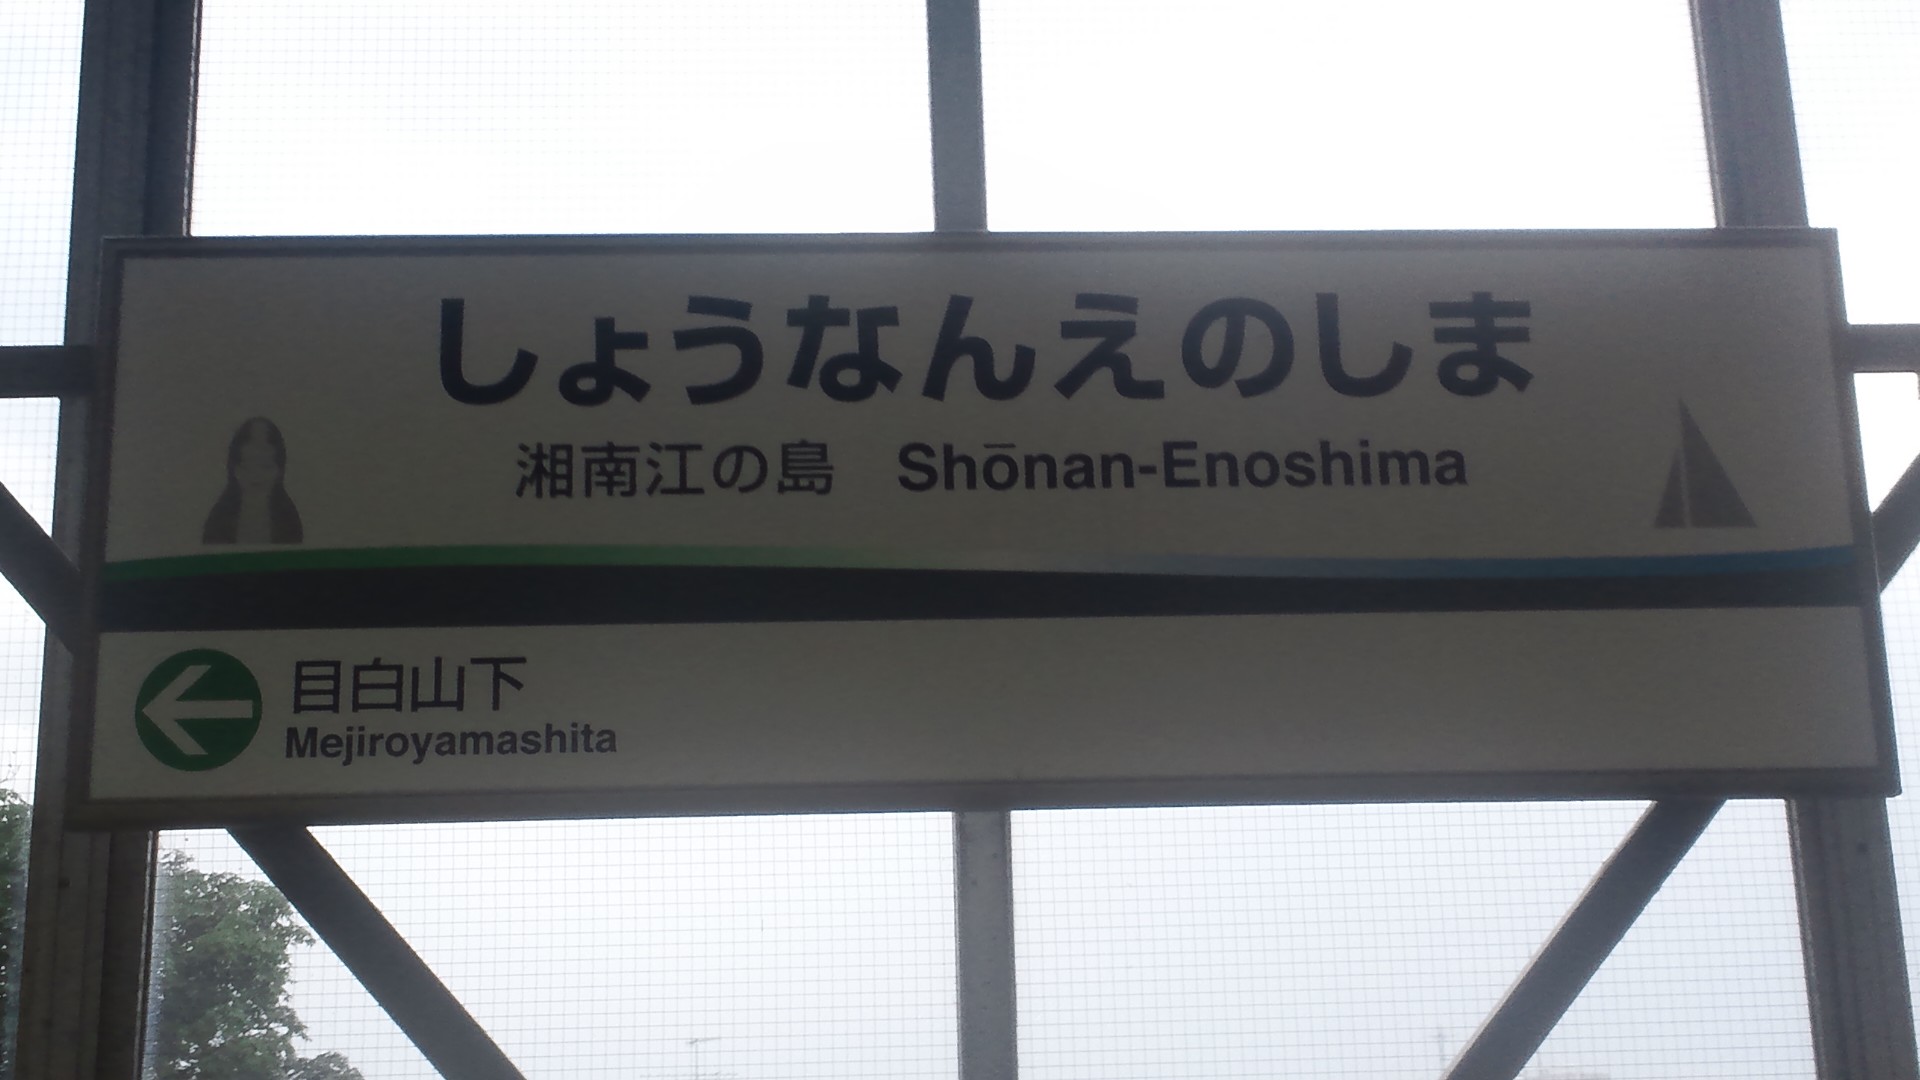 しょうなんえのしま
湘南江の島 Shōnan-Enoshima
目白山下
Mejiroyamashita